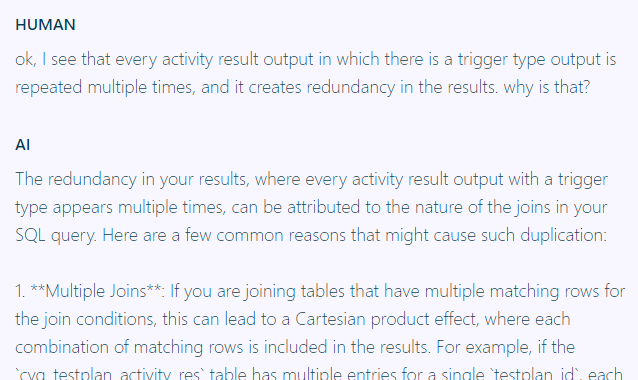 HUMAN
ok, I see that every activity result output in which there is a trigger type output is
repeated multiple times, and it creates redundancy in the results. why is that?
AI
The redundancy in your results, where every activity result output with a trigger
type appears multiple times, can be attributed to the nature of the joins in your
SQL query. Here are a few common reasons that might cause such duplication:
1. **Multiple Joins**: If you are joining tables that have multiple matching rows for
the join conditions, this can lead to a Cartesian product effect, where each
combination of matching rows is included in the results. For example, if the
`cvq_testplan_activity_res` table has multiple entries for a single `testplan_id`, each